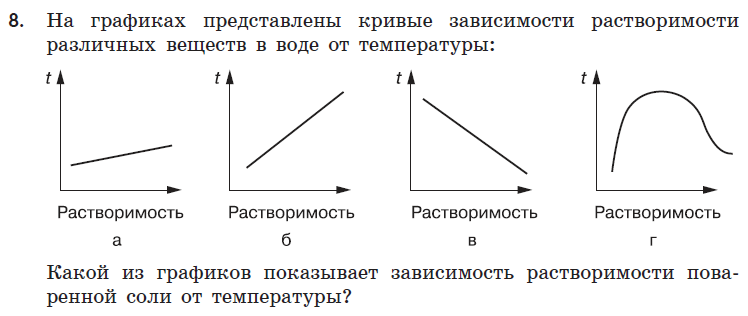 8. На графиках представлены кривые зависимости растворимости
различных веществ в воде от температуры:
t t t t
Растворимость Растворимость Растворимость Растворимость
а б в г
Какой из графиков показывает зависимость растворимости пова-
ренной соли от температуры?